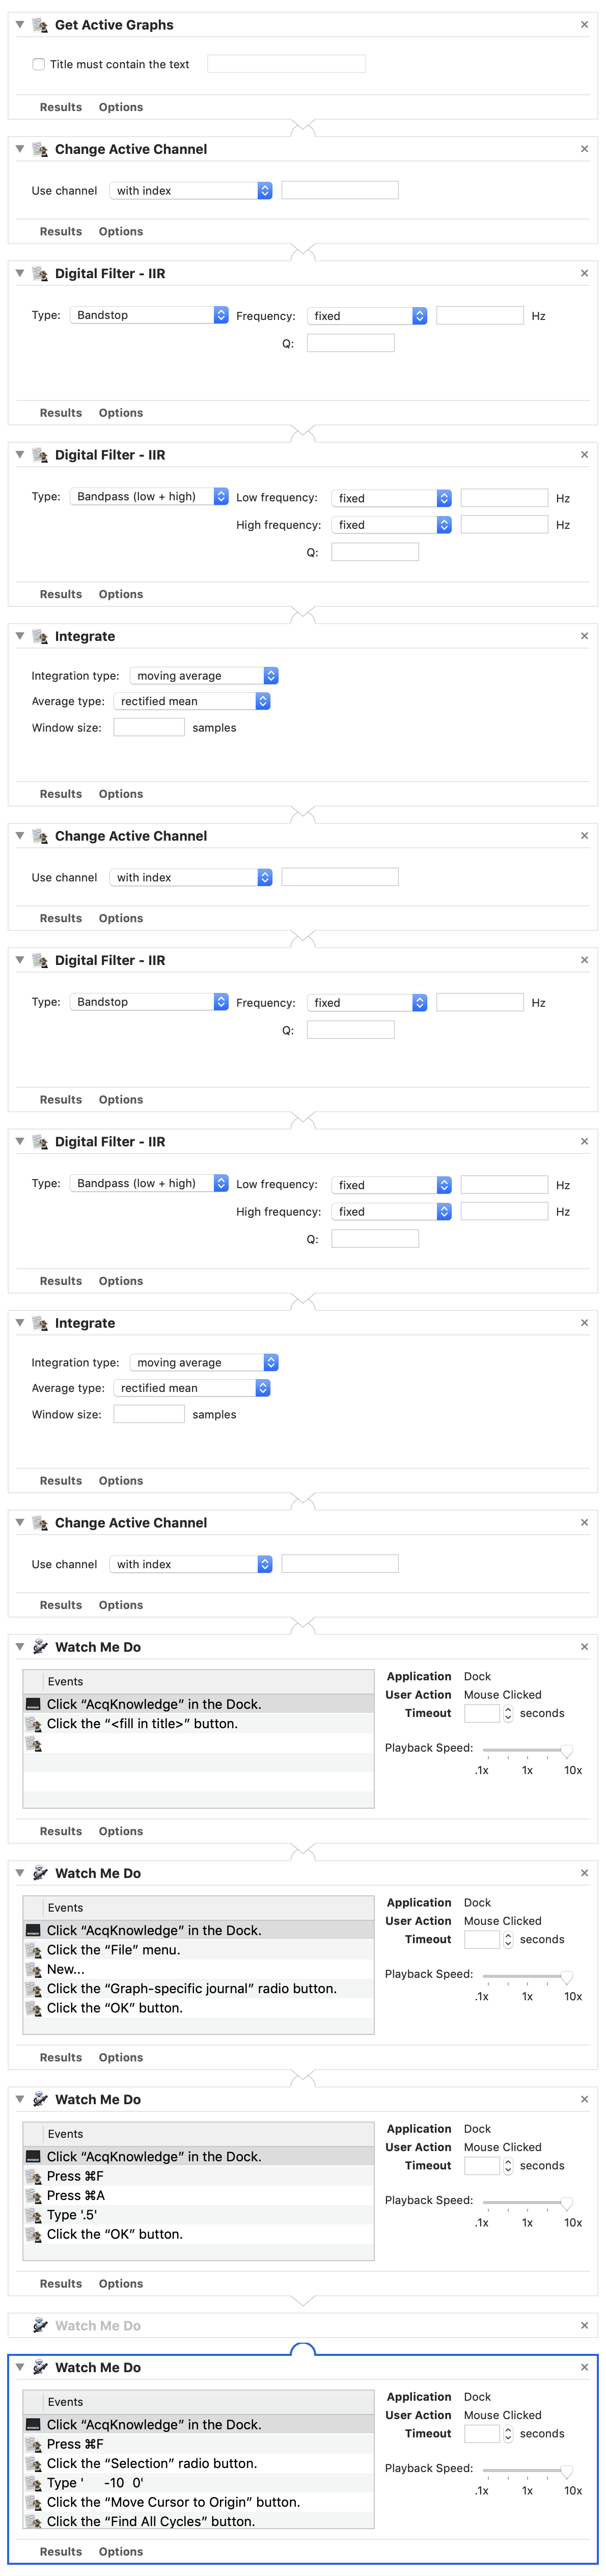 Get Active Graphs
Title must contain the text
Results Options
Change Active Channel
Use channel with index
Results Options
Digital Filter - IIR
Type: Bandstop Frequency: fixed Hz
Q:
Results Options
Digital Filter - IIR
Type: Bandpass (low + high) Low frequency: fixed Hz
High frequency: fixed Hz
Q:
Results Options
Integrate
Integration type: moving average
Average type: rectified mean
Window size: samples
Results Options
Change Active Channel
Use channel with index
Results Options
Digital Filter - IIR
Type: Bandstop Frequency: fixed Hz
Q:
Results Options
Digital Filter - IIR
Type: Bandpass (low + high) Low frequency: fixed Hz
High frequency: fixed Hz
Q:
Results Options
Integrate
Integration type: moving average
Average type: rectified mean
Window size: samples
Results Options
Change Active Channel
Use channel with index
Results Options
Watch Me Do
Events
Click “AcqKnowledge” in the Dock.
Click the “<fill in title>” button.
Application Dock
User Action Mouse Clicked
Timeout seconds
Playback Speed:
.1x 1x 10x
Results Options
Watch Me Do
Events
Click “AcqKnowledge” in the Dock.
Click the “File” menu.
New...
Click the “Graph-specific journal” radio button.
Click the “OK” button.
Application Dock
User Action Mouse Clicked
Timeout seconds
Playback Speed:
.1x 1x 10x
Results Options
Watch Me Do
Events
Click “AcqKnowledge” in the Dock.
Press ⌘F
Press ⌘A
Type '.5'
Click the “OK” button.
Application Dock
User Action Mouse Clicked
Timeout seconds
Playback Speed:
.1x 1x 10x
Results Options
Watch Me Do
Watch Me Do
Events
Click “AcqKnowledge” in the Dock.
Press ⌘F
Click the “Selection” radio button.
Type '     -10  0'
Click the “Move Cursor to Origin” button.
Click the “Find All Cycles” button.
Application Dock
User Action Mouse Clicked
Timeout seconds
Playback Speed:
.1x 1x 10x
Results Options